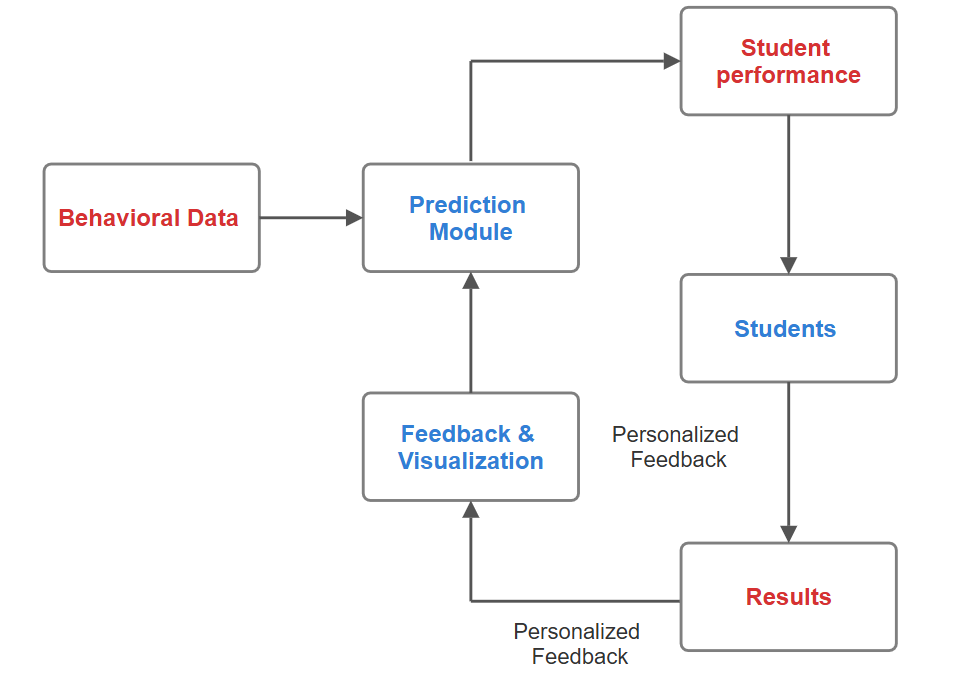 Student
performance
Behavioral Data
Prediction
Module
Students
Feedback &
Visualization
Personalized
Feedback
Results
Personalized
Feedback